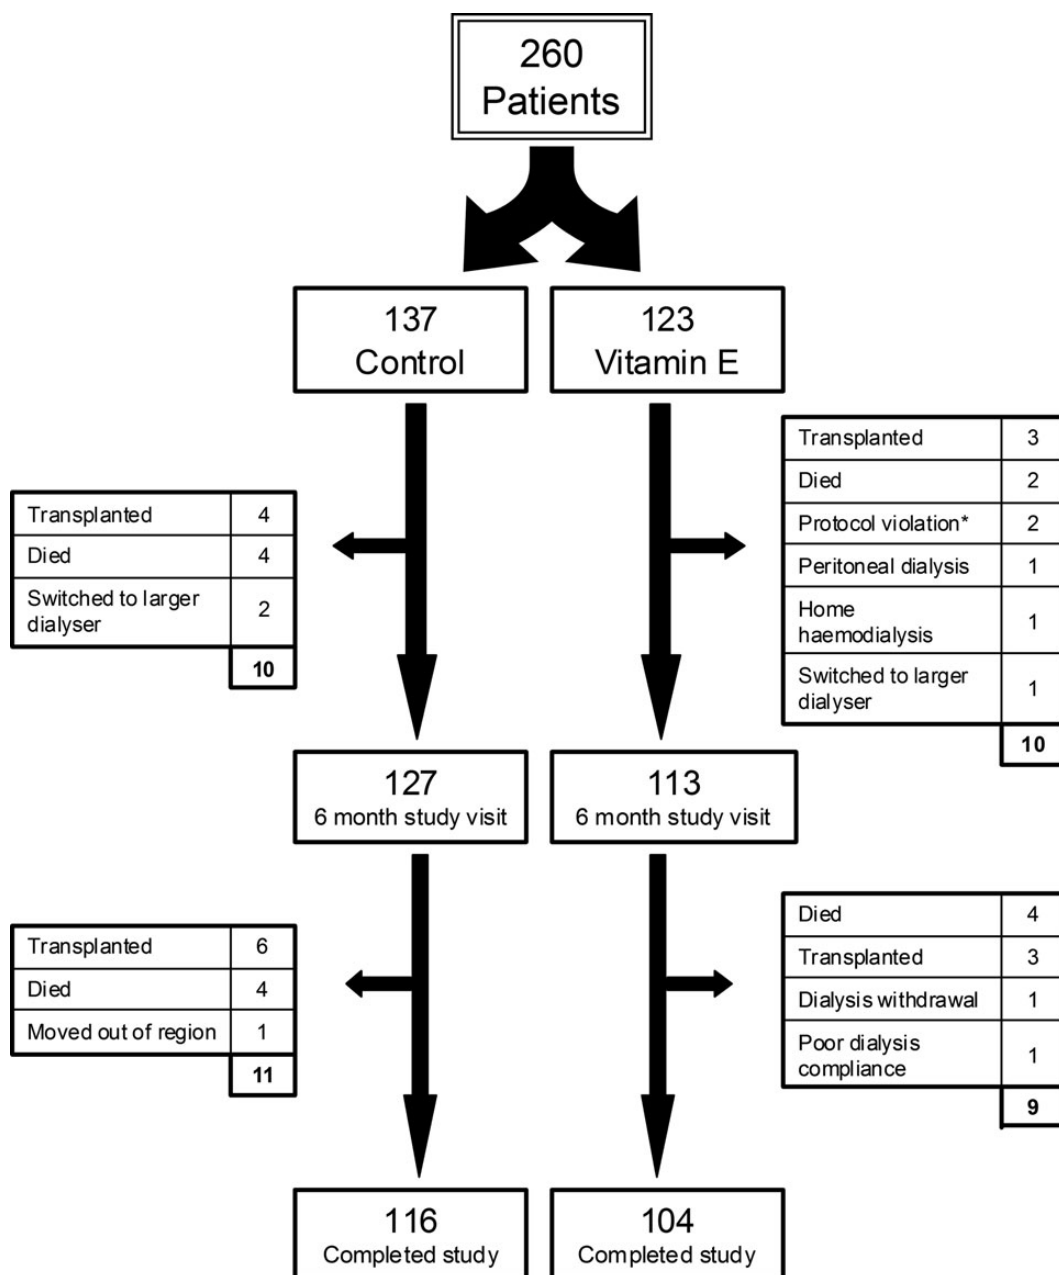 260
Patients
137
Control
123
Vitamin E
Transplanted 4
Died 4
Switched to larger
dialyser 2
10
Transplanted 3
Died 2
Protocol violation* 2
Peritoneal dialysis 1
Home
haemodialysis 1
Switched to larger
dialyser 1
10
127
6 month study visit
113
6 month study visit
Transplanted 6
Died 4
Moved out of region 1
11
Died 4
Transplanted 3
Dialysis withdrawal 1
Poor dialysis
compliance 1
9
116
Completed study
104
Completed study